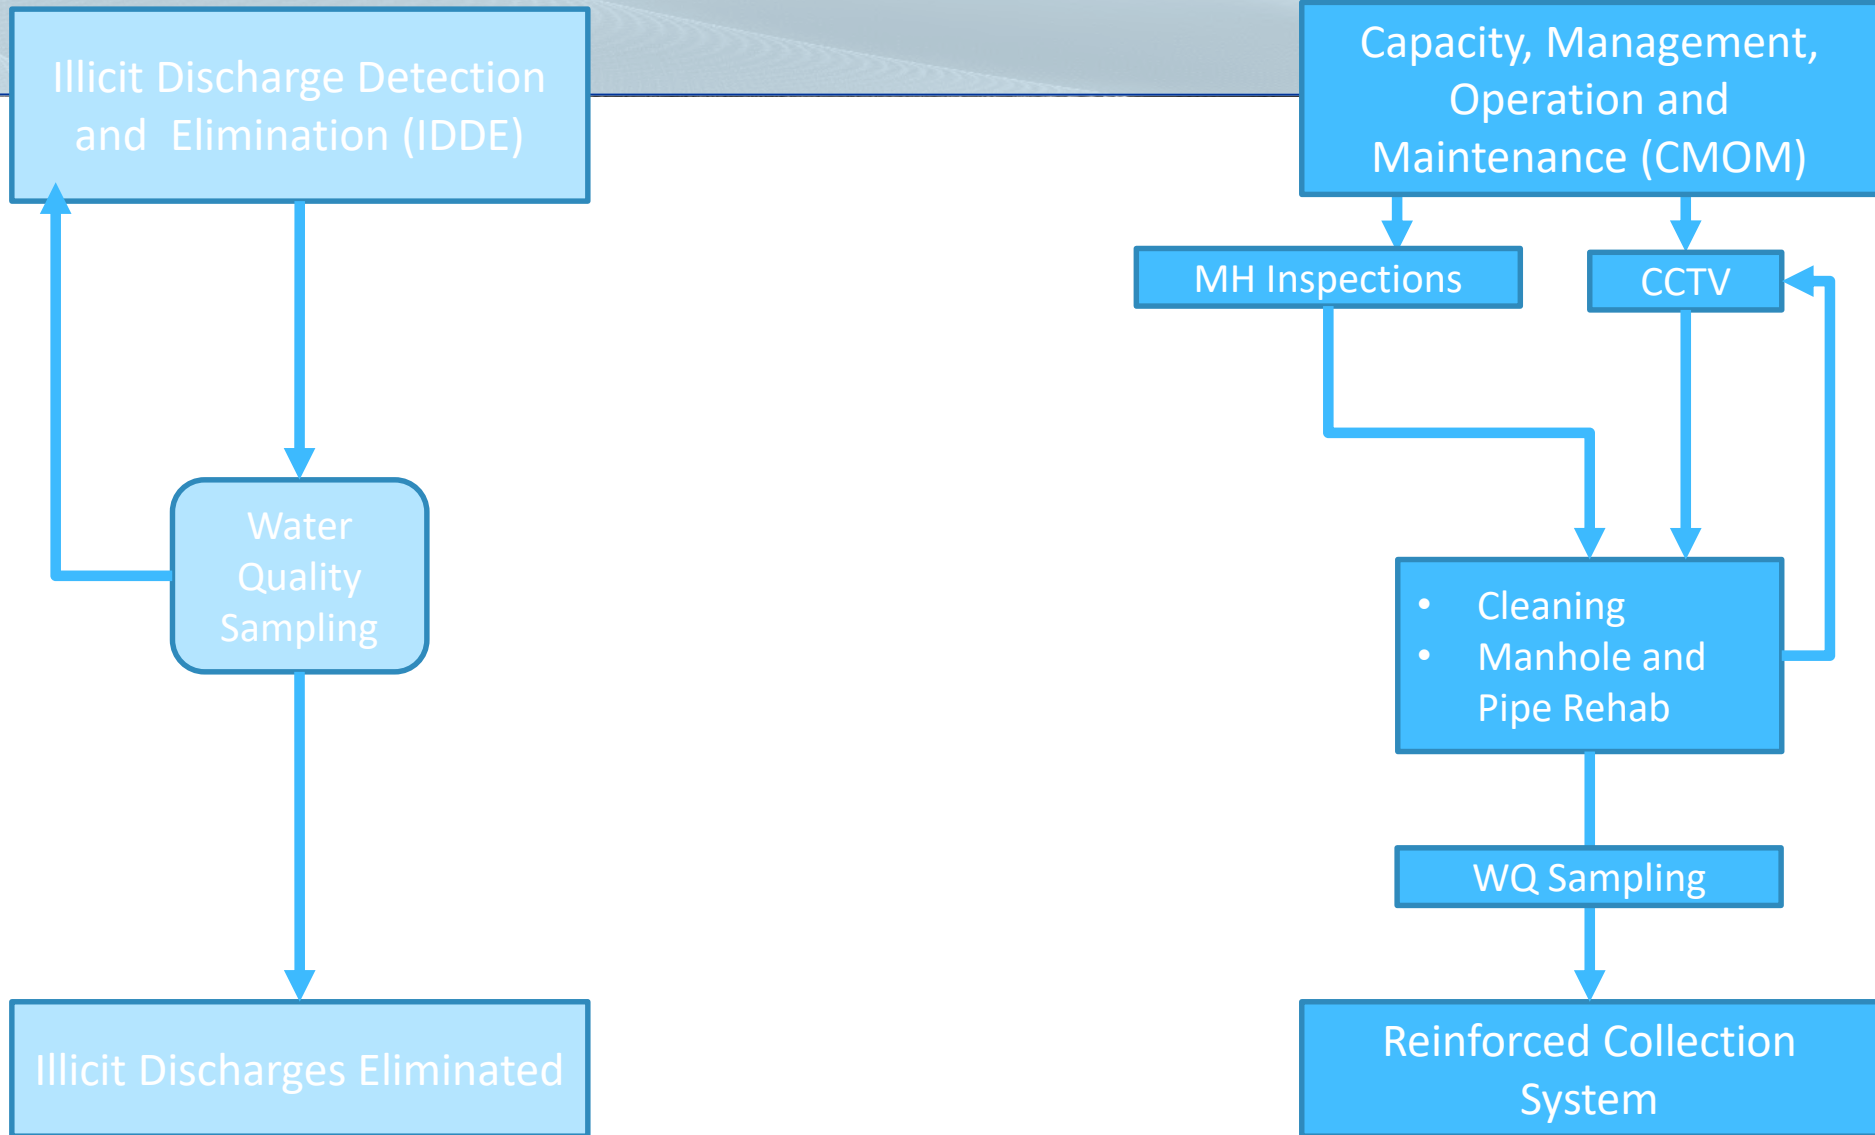 Illicit Discharge Detection
and Elimination (IDDE)
Capacity, Management,
Operation and
Maintenance (CMOM)
MH Inspections
CCTV
Water
Quality
Sampling
• Cleaning
• Manhole and
Pipe Rehab
WQ Sampling
Illicit Discharges Eliminated
Reinforced Collection
System